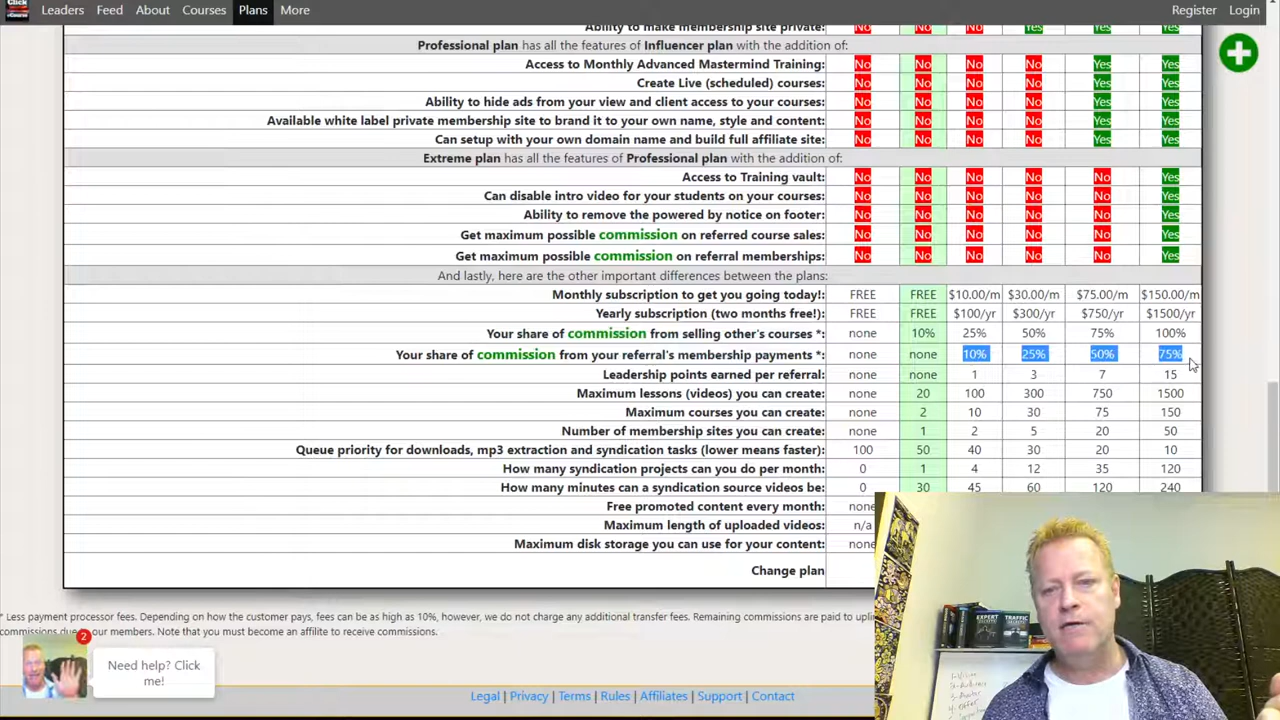 Leaders Feed About Courses Plans More Register Login
Ability to make membership site private: No No No Yes Yes Yes
Professional plan has all the features of Influencer plan with the addition of:
Access to Monthly Advanced Mastermind Training: No No No No Yes Yes
Create Live (scheduled) courses: No No No No Yes Yes
Ability to hide ads from your view and client access to your courses: No No No No Yes Yes
Available white label private membership site to brand it to your own name, style and content: No No No No Yes Yes
Can setup with your own domain name and build full affiliate site: No No No No Yes Yes
Extreme plan has all the features of Professional plan with the addition of:
Access to Training vault: No No No No No Yes
Can disable intro video for your students on your courses: No No No No No Yes
Ability to remove the powered by notice on footer: No No No No No Yes
Get maximum possible commission on referred course sales: No No No No No Yes
Get maximum possible commission on referral memberships: No No No No No Yes
And lastly, here are the other important differences between the plans:
Monthly subscription to get you going today!: FREE FREE $10.00/m $30.00/m $75.00/m $150.00/m
Yearly subscription (two months free!): FREE FREE $100/yr $300/yr $750/yr $1500/yr
Your share of commission from selling other's courses *: none 10% 25% 50% 75% 100%
Your share of commission from your referral's membership payments *: none none 10% 25% 50% 75%
Leadership points earned per referral: none none 1 3 7 15
Maximum lessons (videos) you can create: none 20 100 300 750 1500
Maximum courses you can create: none 2 10 30 75 150
Number of membership sites you can create: none 1 2 5 20 50
Queue priority for downloads, mp3 extraction and syndication tasks (lower means faster): 100 50 40 30 20 10
How many syndication projects can you do per month: 0 1 4 12 35 120
How many minutes can a syndication source videos be: 0 30 45 60 120 240
Free promoted content every month: none
Maximum length of uploaded videos: n/a
Maximum disk storage you can use for your content: none
Change plan
* Less payment processor fees. Depending on how the customer pays, fees can be as high as 10%, however, we do not charge any additional transfer fees. Remaining commissions are paid to
commissions our members. Note that you must become an affilite to receive commissions.
2
Need help? Click
me!
EXPERT
TRAFFIC
Legal | Privacy | Terms | Rules | Affiliates | Support | Contact